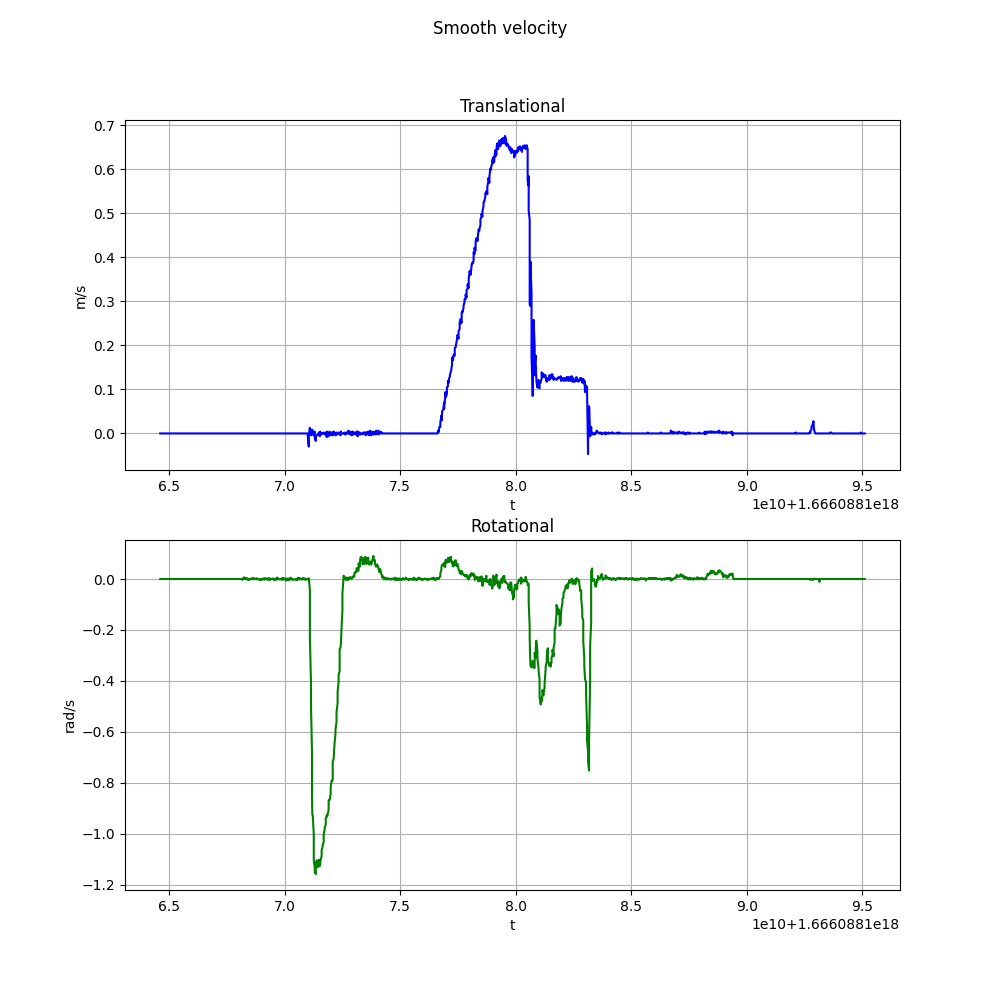 Smooth velocity
Translational
0.7
0.6
0.5
0.4
0.3
0.2
0.1
0.0
m/s
6.5 7.0 7.5 8.0 8.5 9.0 9.5
t
1e10+1.6660881e18
Rotational
0.0
−0.2
−0.4
−0.6
−0.8
−1.0
−1.2
rad/s
6.5 7.0 7.5 8.0 8.5 9.0 9.5
t
1e10+1.6660881e18